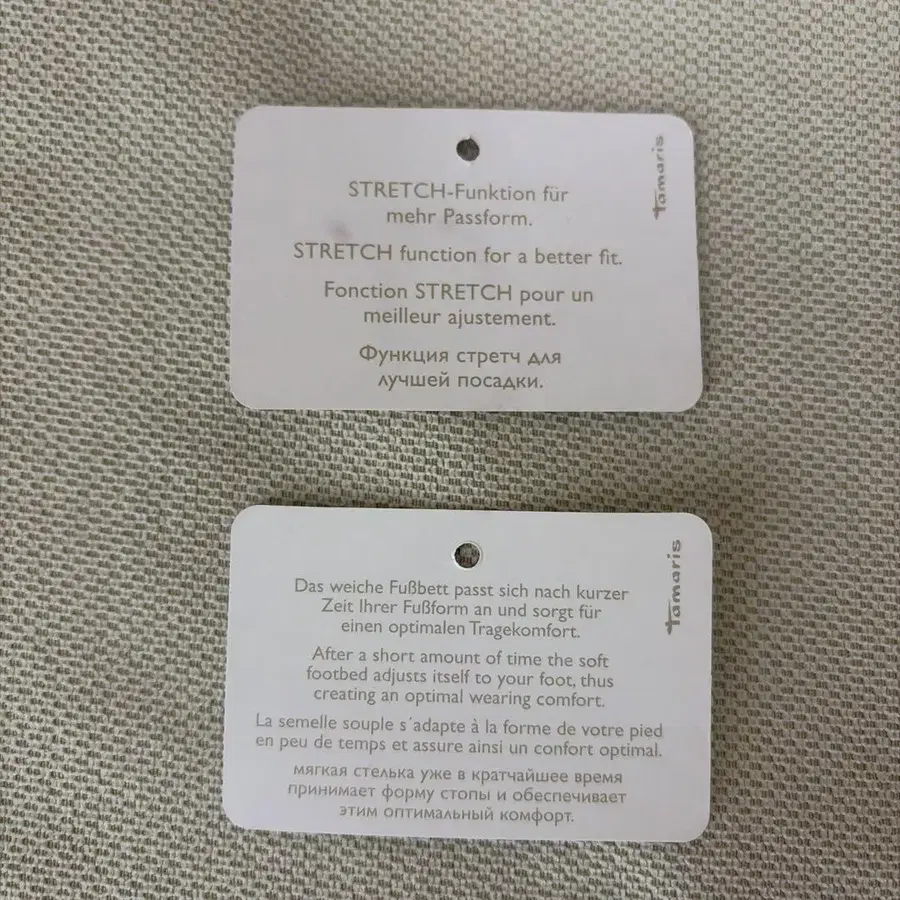 STRETCH-Funktion für
mehr Passform.
STRETCH function for a better fit.
Fonction STRETCH pour un
meilleur ajustement.
Функция стретч для
лучшей посадки.
tamaris
Das weiche Fußbett passt sich nach kurzer
Zeit Ihrer Fußform an und sorgt für
einen optimalen Tragekomfort.
After a short amount of time the soft
footbed adjusts itself to your foot, thus
creating an optimal wearing comfort.
La semelle souple s´adapte à la forme de votre pied
en peu de temps et assure ainsi un confort optimal.
мягкая стелька уже в кратчайшее время
принимает форму стопы и обеспечивает
этим оптимальный комфорт.
tamaris